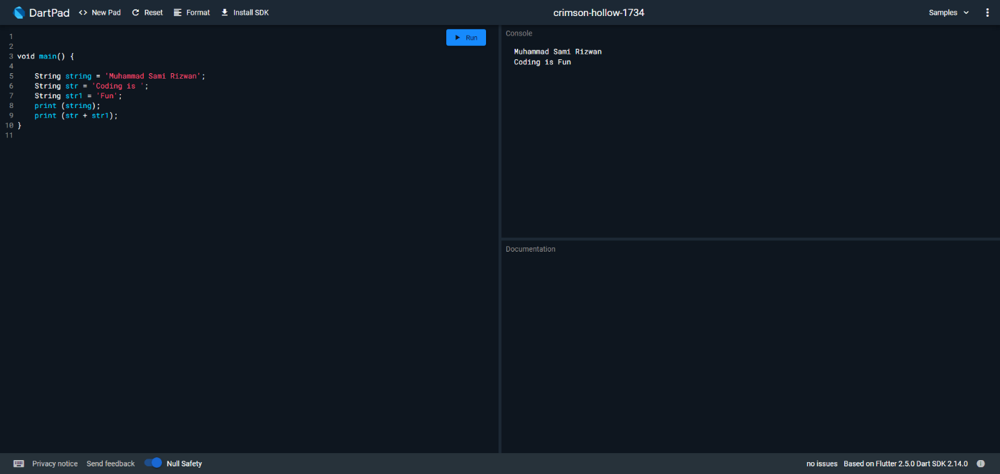 DartPad <> New Pad Reset Format Install SDK crimson-hollow-1734 Samples
Run
1
2
3 void main() {
4
5 String string = 'Muhammad Sami Rizwan';
6 String str = 'Coding is ';
7 String str1 = 'Fun';
8 print (string);
9 print (str + str1);
10 }
11
Console
Muhammad Sami Rizwan
Coding is Fun
Documentation
Privacy notice Send feedback Null Safety no issues Based on Flutter 2.5.0 Dart SDK 2.14.0